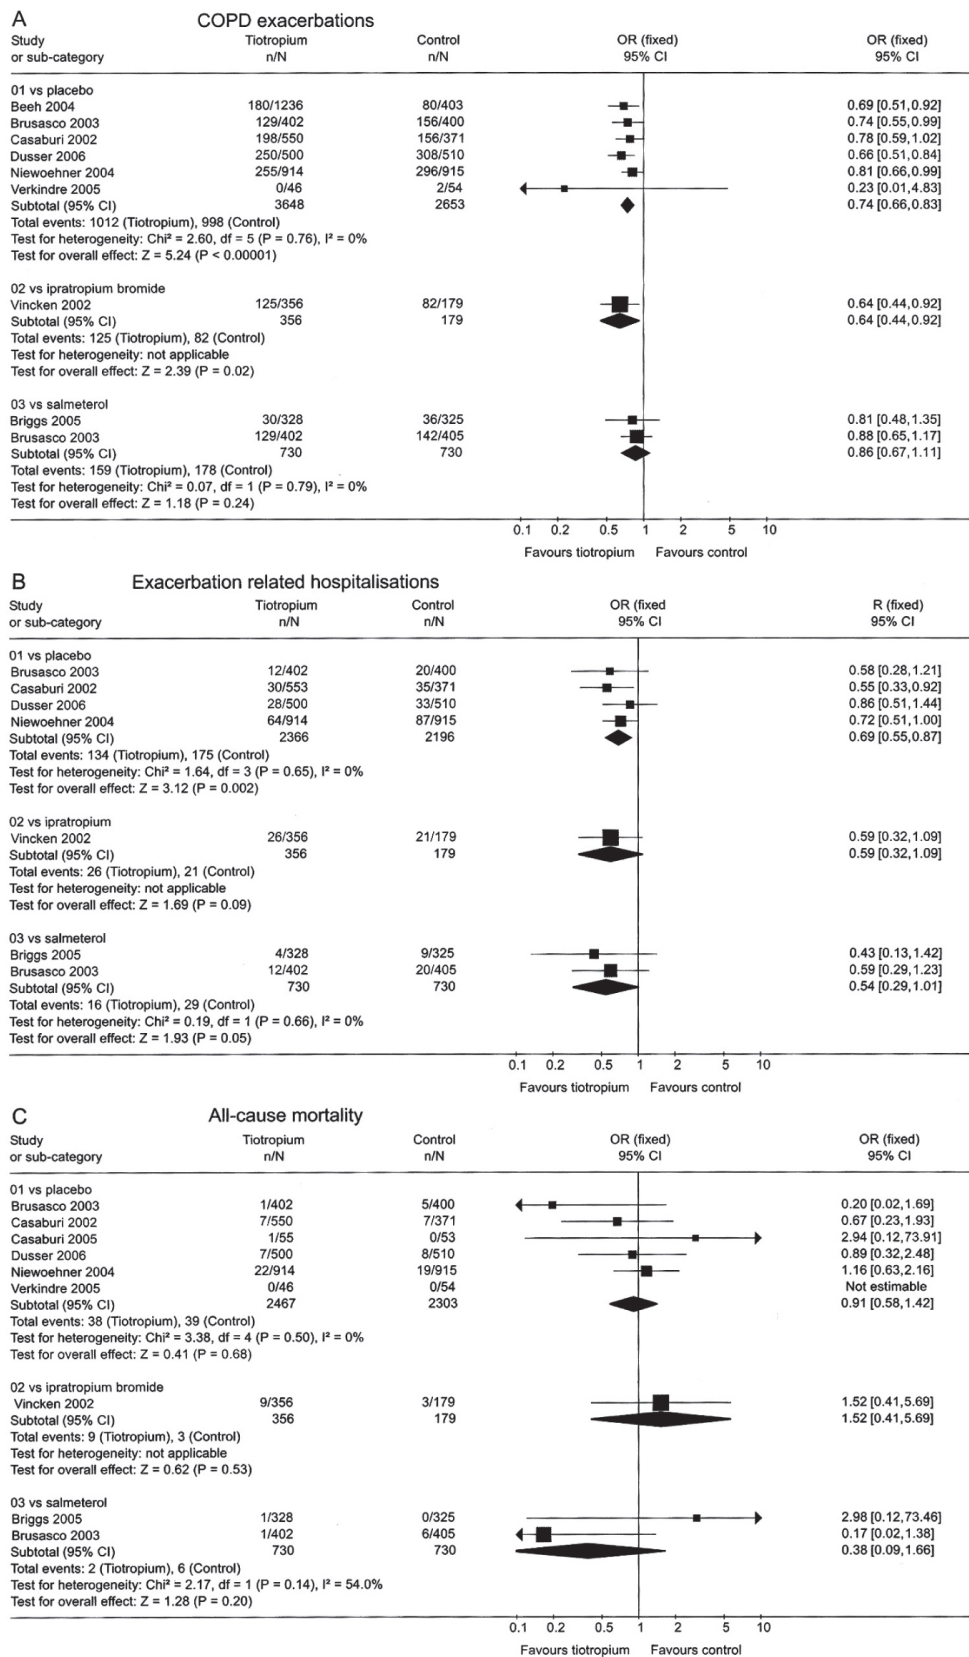 A COPD exacerbations
Study Tiotropium Control OR (fixed) OR (fixed)
or sub-category n/N n/N 95% CI 95% CI
01 vs placebo
Beeh 2004 180/1236 80/403 0.69 [0.51,0.92]
Brusasco 2003 129/402 156/400 0.74 [0.55,0.99]
Casaburi 2002 198/550 156/371 0.78 [0.59,1.02]
Dusser 2006 250/500 308/510 0.66 [0.51,0.84]
Niewoehner 2004 255/914 296/915 0.81 [0.66,0.99]
Verkindre 2005 0/46 2/54 0.23 [0.01,4.83]
Subtotal (95% CI) 3648 2653 0.74 [0.66,0.83]
Total events: 1012 (Tiotropium), 998 (Control)
Test for heterogeneity: Chi² = 2.60, df = 5 (P = 0.76), I² = 0%
Test for overall effect: Z = 5.24 (P < 0.00001)
02 vs ipratropium bromide
Vincken 2002 125/356 82/179 0.64 [0.44,0.92]
Subtotal (95% CI) 356 179 0.64 [0.44,0.92]
Total events: 125 (Tiotropium), 82 (Control)
Test for heterogeneity: not applicable
Test for overall effect: Z = 2.39 (P = 0.02)
03 vs salmeterol
Briggs 2005 30/328 36/325 0.81 [0.48,1.35]
Brusasco 2003 129/402 142/405 0.88 [0.65,1.17]
Subtotal (95% CI) 730 730 0.86 [0.67,1.11]
Total events: 159 (Tiotropium), 178 (Control)
Test for heterogeneity: Chi² = 0.07, df = 1 (P = 0.79), I² = 0%
Test for overall effect: Z = 1.18 (P = 0.24)
0.1 0.2 0.5 1 2 5 10
Favours tiotropium Favours control
B Exacerbation related hospitalisations
Study Tiotropium Control OR (fixed R (fixed)
or sub-category n/N n/N 95% CI 95% CI
01 vs placebo
Brusasco 2003 12/402 20/400 0.58 [0.28,1.21]
Casaburi 2002 30/553 35/371 0.55 [0.33,0.92]
Dusser 2006 28/500 33/510 0.86 [0.51,1.44]
Niewoehner 2004 64/914 87/915 0.72 [0.51,1.00]
Subtotal (95% CI) 2366 2196 0.69 [0.55,0.87]
Total events: 134 (Tiotropium), 175 (Control)
Test for heterogeneity: Chi² = 1.64, df = 3 (P = 0.65), I² = 0%
Test for overall effect: Z = 3.12 (P = 0.002)
02 vs ipratropium
Vincken 2002 26/356 21/179 0.59 [0.32,1.09]
Subtotal (95% CI) 356 179 0.59 [0.32,1.09]
Total events: 26 (Tiotropium), 21 (Control)
Test for heterogeneity: not applicable
Test for overall effect: Z = 1.69 (P = 0.09)
03 vs salmeterol
Briggs 2005 4/328 9/325 0.43 [0.13,1.42]
Brusasco 2003 12/402 20/405 0.59 [0.29,1.23]
Subtotal (95% CI) 730 730 0.54 [0.29,1.01]
Total events: 16 (Tiotropium), 29 (Control)
Test for heterogeneity: Chi² = 0.19, df = 1 (P = 0.66), I² = 0%
Test for overall effect: Z = 1.93 (P = 0.05)
0.1 0.2 0.5 1 2 5 10
Favours tiotropium Favours control
C All-cause mortality
Study Tiotropium Control OR (fixed) OR (fixed)
or sub-category n/N n/N 95% CI 95% CI
01 vs placebo
Brusasco 2003 1/402 5/400 0.20 [0.02,1.69]
Casaburi 2002 7/550 7/371 0.67 [0.23,1.93]
Casaburi 2005 1/55 0/53 2.94 [0.12,73.91]
Dusser 2006 7/500 8/510 0.89 [0.32,2.48]
Niewoehner 2004 22/914 19/915 1.16 [0.63,2.16]
Verkindre 2005 0/46 0/54 Not estimable
Subtotal (95% CI) 2467 2303 0.91 [0.58,1.42]
Total events: 38 (Tiotropium), 39 (Control)
Test for heterogeneity: Chi² = 3.38, df = 4 (P = 0.50), I² = 0%
Test for overall effect: Z = 0.41 (P = 0.68)
02 vs ipratropium bromide
Vincken 2002 9/356 3/179 1.52 [0.41,5.69]
Subtotal (95% CI) 356 179 1.52 [0.41,5.69]
Total events: 9 (Tiotropium), 3 (Control)
Test for heterogeneity: not applicable
Test for overall effect: Z = 0.62 (P = 0.53)
03 vs salmeterol
Briggs 2005 1/328 0/325 2.98 [0.12,73.46]
Brusasco 2003 1/402 6/405 0.17 [0.02,1.38]
Subtotal (95% CI) 730 730 0.38 [0.09,1.66]
Total events: 2 (Tiotropium), 6 (Control)
Test for heterogeneity: Chi² = 2.17, df = 1 (P = 0.14), I² = 54.0%
Test for overall effect: Z = 1.28 (P = 0.20)
0.1 0.2 0.5 1 2 5 10
Favours tiotropium Favours control